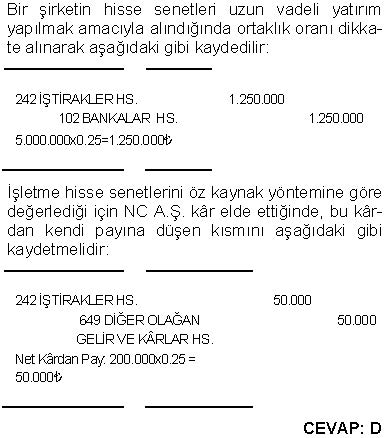 Bir şirketin hisse senetleri uzun vadeli yatırım
yapılmak amacıyla alındığında ortaklık oranı dikka-
te alınarak aşağıdaki gibi kaydedilir:
242 İŞTİRAKLER HS. 1.250.000
102 BANKALAR HS. 1.250.000
5.000.000x0.25=1.250.000₺
İşletme hisse senetlerini öz kaynak yöntemine göre
değerlediği için NC A.Ş. kâr elde ettiğinde, bu kâr-
dan kendi payına düşen kısmını aşağıdaki gibi
kaydetmelidir:
242 İŞTİRAKLER HS. 50.000
649 DİĞER OLAĞAN 50.000
GELİR VE KÂRLAR HS.
Net Kârdan Pay: 200.000x0.25 =
50.000₺
CEVAP: D